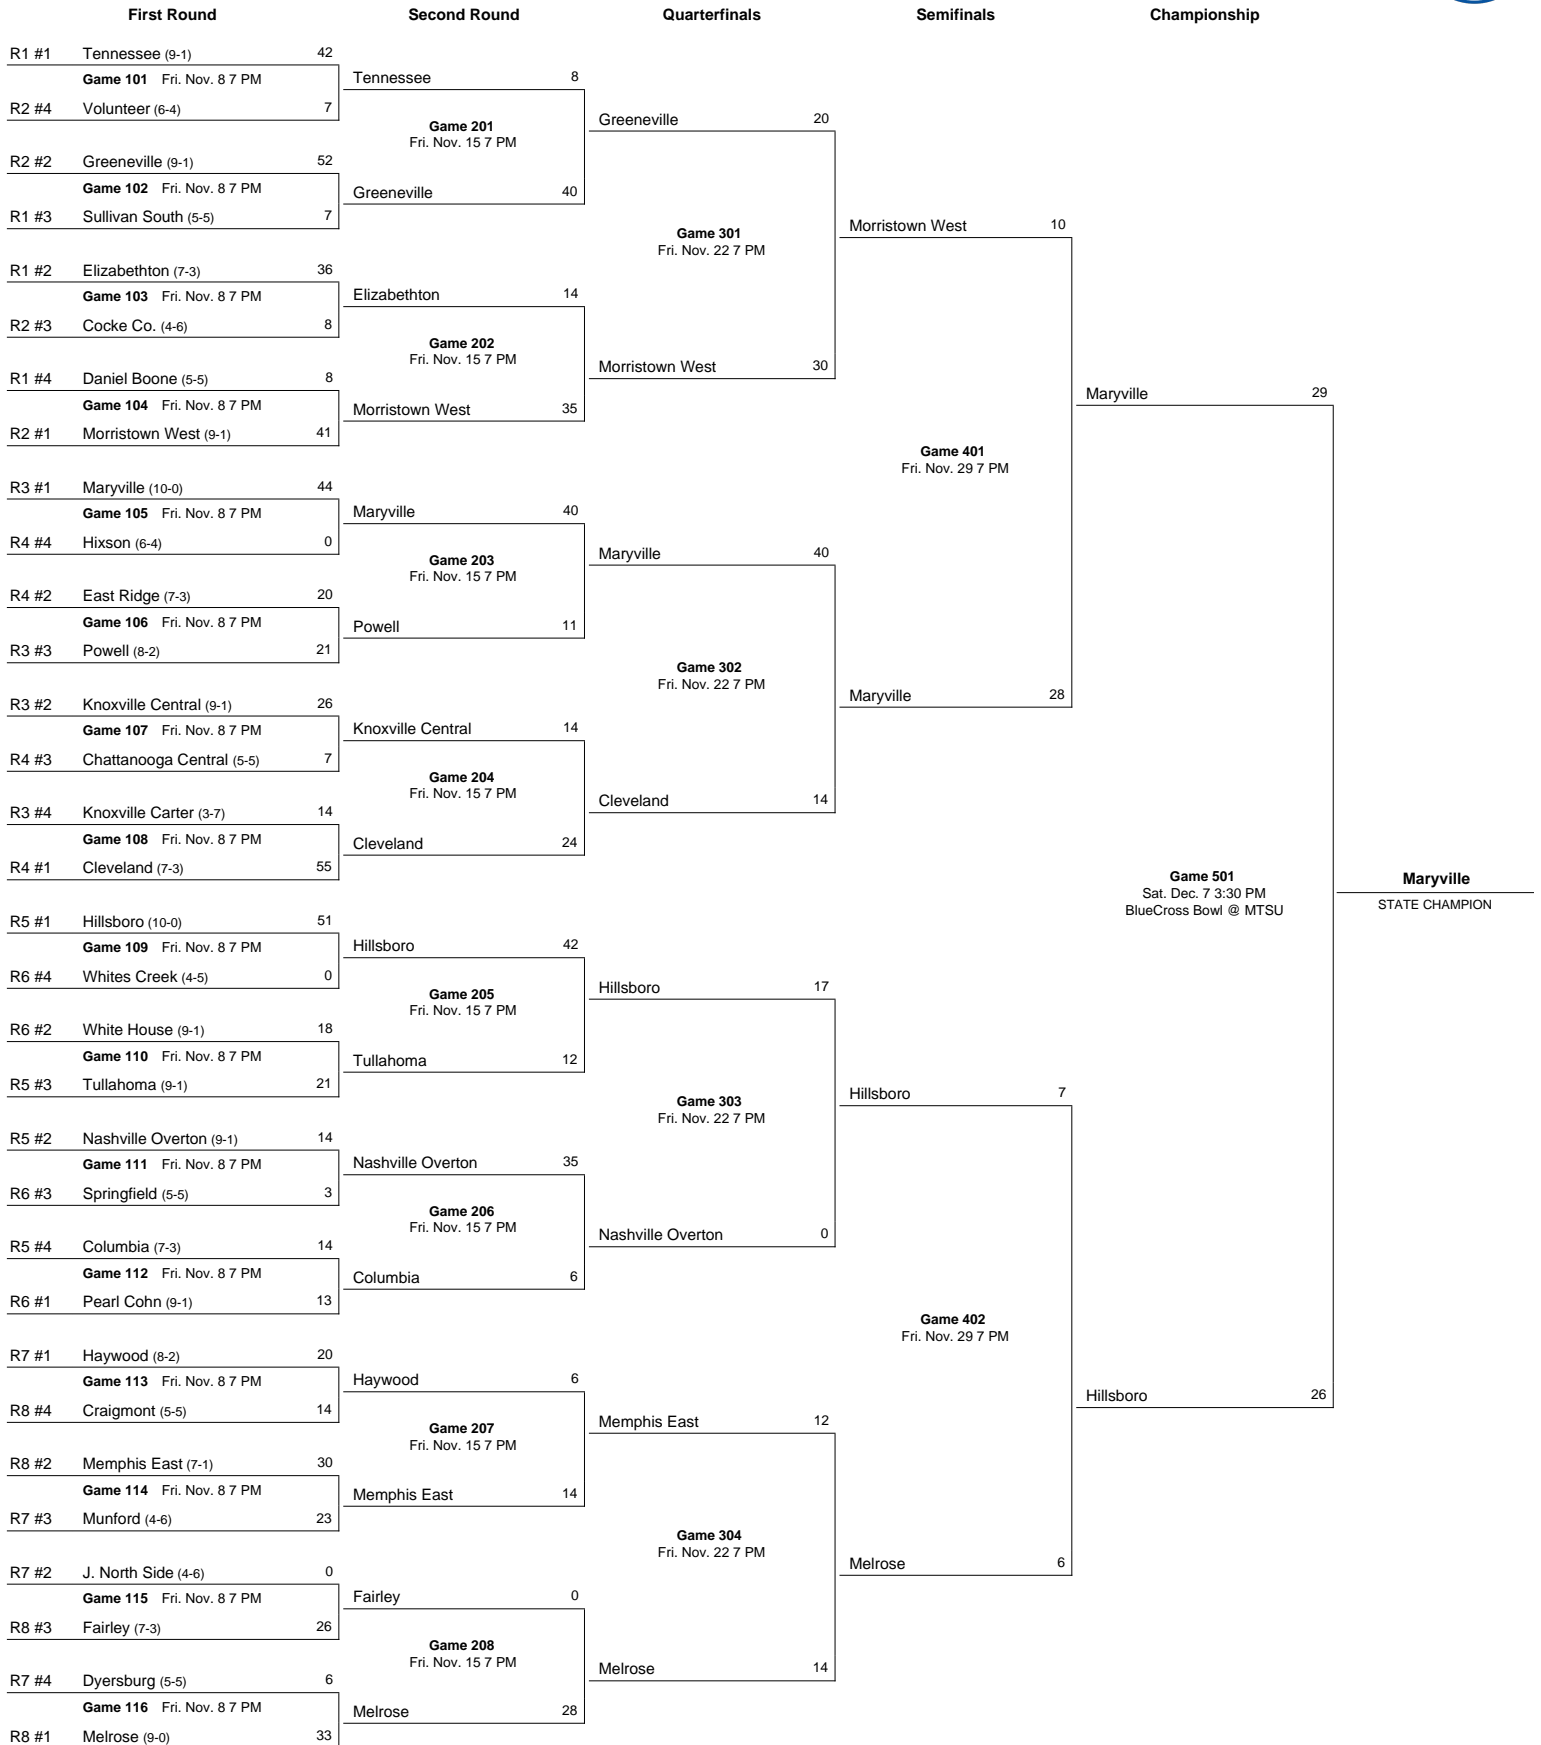 First Round Second Round Quarterfinals Semifinals Championship
R1 #1 Tennessee (9-1) 42
Game 101 Fri. Nov. 8 7 PM
R2 #4 Volunteer (6-4) 7
R2 #2 Greeneville (9-1) 52
Game 102 Fri. Nov. 8 7 PM
R1 #3 Sullivan South (5-5) 7
R1 #2 Elizabethton (7-3) 36
Game 103 Fri. Nov. 8 7 PM
R2 #3 Cocke Co. (4-6) 8
R1 #4 Daniel Boone (5-5) 8
Game 104 Fri. Nov. 8 7 PM
R2 #1 Morristown West (9-1) 41
R3 #1 Maryville (10-0) 44
Game 105 Fri. Nov. 8 7 PM
R4 #4 Hixson (6-4) 0
R4 #2 East Ridge (7-3) 20
Game 106 Fri. Nov. 8 7 PM
R3 #3 Powell (8-2) 21
R3 #2 Knoxville Central (9-1) 26
Game 107 Fri. Nov. 8 7 PM
R4 #3 Chattanooga Central (5-5) 7
R3 #4 Knoxville Carter (3-7) 14
Game 108 Fri. Nov. 8 7 PM
R4 #1 Cleveland (7-3) 55
R5 #1 Hillsboro (10-0) 51
Game 109 Fri. Nov. 8 7 PM
R6 #4 Whites Creek (4-5) 0
R6 #2 White House (9-1) 18
Game 110 Fri. Nov. 8 7 PM
R5 #3 Tullahoma (9-1) 21
R5 #2 Nashville Overton (9-1) 14
Game 111 Fri. Nov. 8 7 PM
R6 #3 Springfield (5-5) 3
R5 #4 Columbia (7-3) 14
Game 112 Fri. Nov. 8 7 PM
R6 #1 Pearl Cohn (9-1) 13
R7 #1 Haywood (8-2) 20
Game 113 Fri. Nov. 8 7 PM
R8 #4 Craigmont (5-5) 14
R8 #2 Memphis East (7-1) 30
Game 114 Fri. Nov. 8 7 PM
R7 #3 Munford (4-6) 23
R7 #2 J. North Side (4-6) 0
Game 115 Fri. Nov. 8 7 PM
R8 #3 Fairley (7-3) 26
R7 #4 Dyersburg (5-5) 6
Game 116 Fri. Nov. 8 7 PM
R8 #1 Melrose (9-0) 33
Tennessee 8
Game 201
Fri. Nov. 15 7 PM
Greeneville 40
Elizabethton 14
Game 202
Fri. Nov. 15 7 PM
Morristown West 35
Maryville 40
Game 203
Fri. Nov. 15 7 PM
Powell 11
Knoxville Central 14
Game 204
Fri. Nov. 15 7 PM
Cleveland 24
Hillsboro 42
Game 205
Fri. Nov. 15 7 PM
Tullahoma 12
Nashville Overton 35
Game 206
Fri. Nov. 15 7 PM
Columbia 6
Haywood 6
Game 207
Fri. Nov. 15 7 PM
Memphis East 14
Fairley 0
Game 208
Fri. Nov. 15 7 PM
Melrose 28
Greeneville 20
Game 301
Fri. Nov. 22 7 PM
Morristown West 30
Maryville 40
Game 302
Fri. Nov. 22 7 PM
Cleveland 14
Hillsboro 17
Game 303
Fri. Nov. 22 7 PM
Nashville Overton 0
Memphis East 12
Game 304
Fri. Nov. 22 7 PM
Melrose 14
Morristown West 10
Game 401
Fri. Nov. 29 7 PM
Maryville 28
Hillsboro 7
Game 402
Fri. Nov. 29 7 PM
Melrose 6
Maryville 29
Game 501
Sat. Dec. 7 3:30 PM
BlueCross Bowl @ MTSU
Hillsboro 26
Maryville
STATE CHAMPION